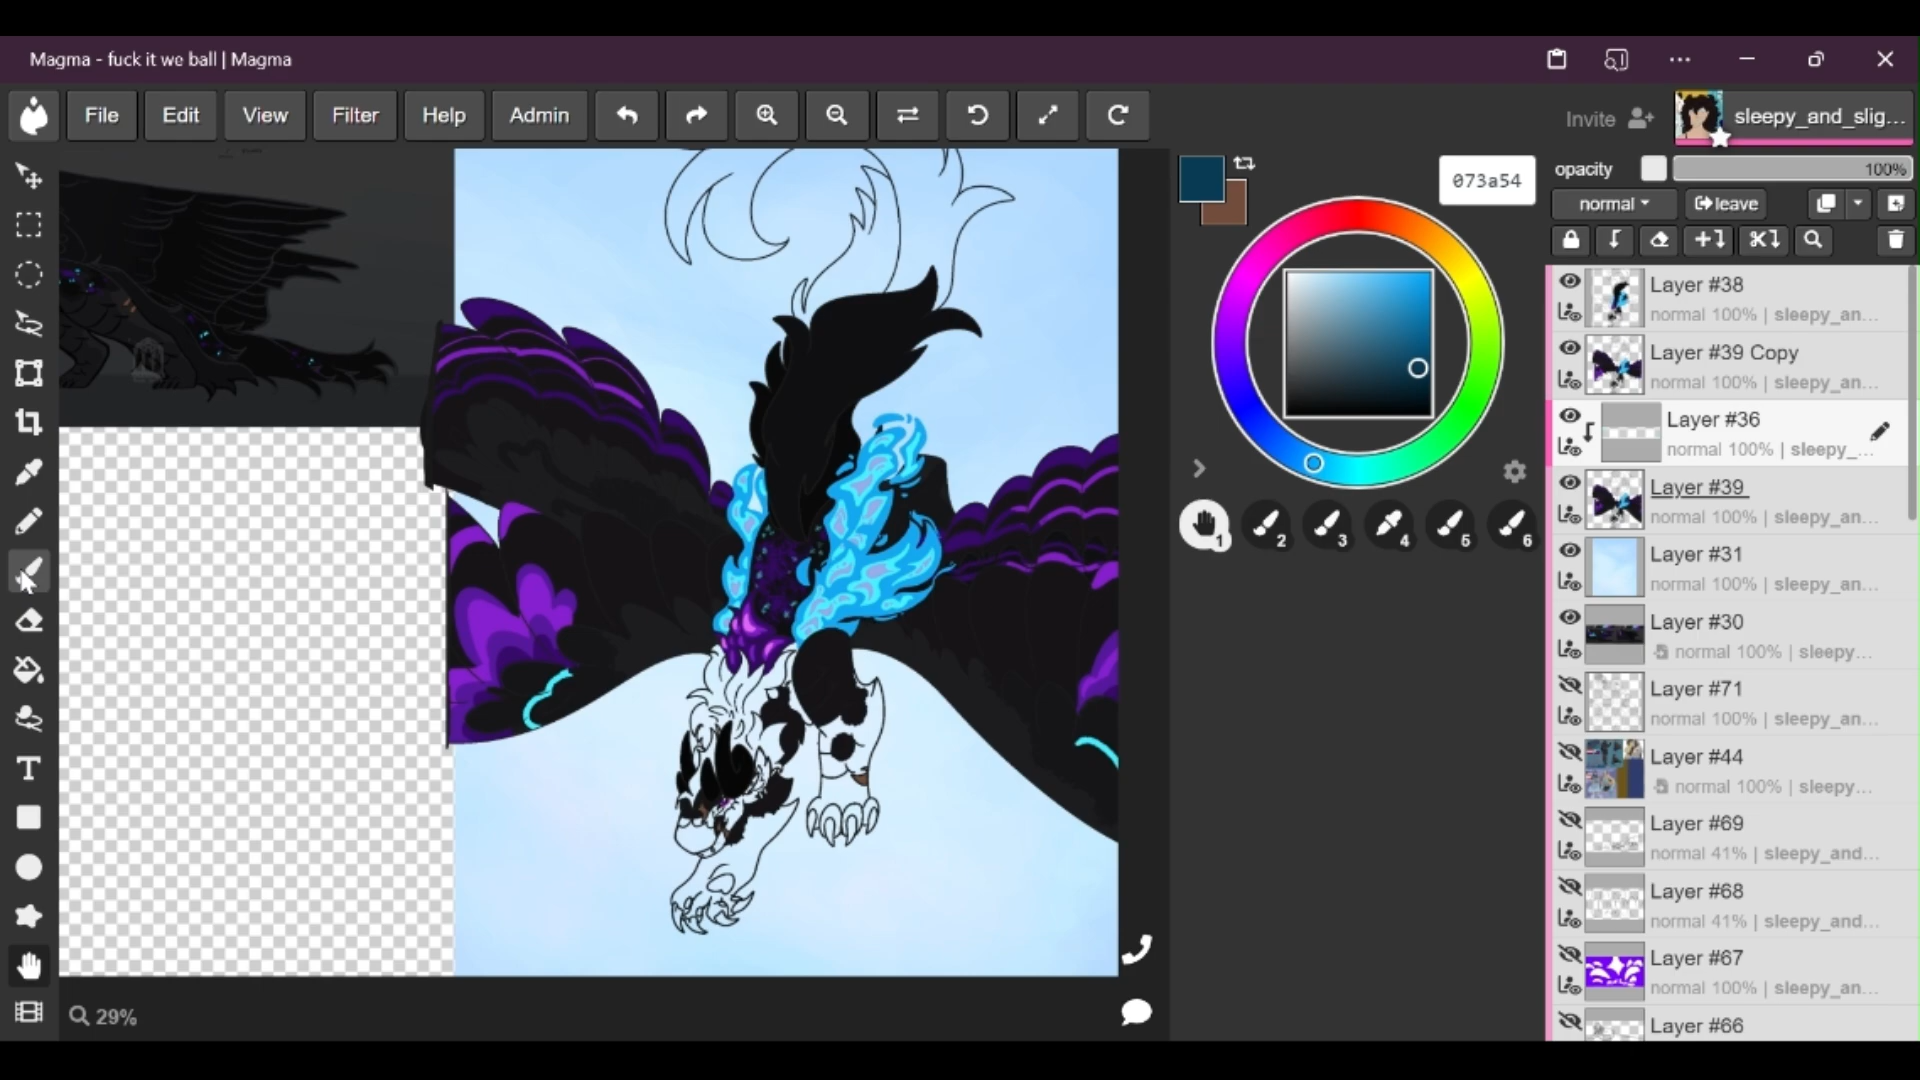 Magma - fuck it we ball | Magma
File Edit View Filter Help Admin
Invite
sleepy_and_slig...
073a54
opacity
100%
normal
leave
Layer #38
normal 100% | sleepy_an...
Layer #39 Copy
normal 100% | sleepy_an...
Layer #36
normal 100% | sleepy_...
Layer #39
normal 100% | sleepy_an...
1 2 3 4 5 6
Layer #31
normal 100% | sleepy_an...
Layer #30
normal 100% | sleepy...
Layer #71
normal 100% | sleepy_an...
Layer #44
normal 100% | sleepy...
Layer #69
normal 41% | sleepy_and...
Layer #68
normal 41% | sleepy_and...
Layer #67
normal 100% | sleepy_an...
Layer #66
T
29%